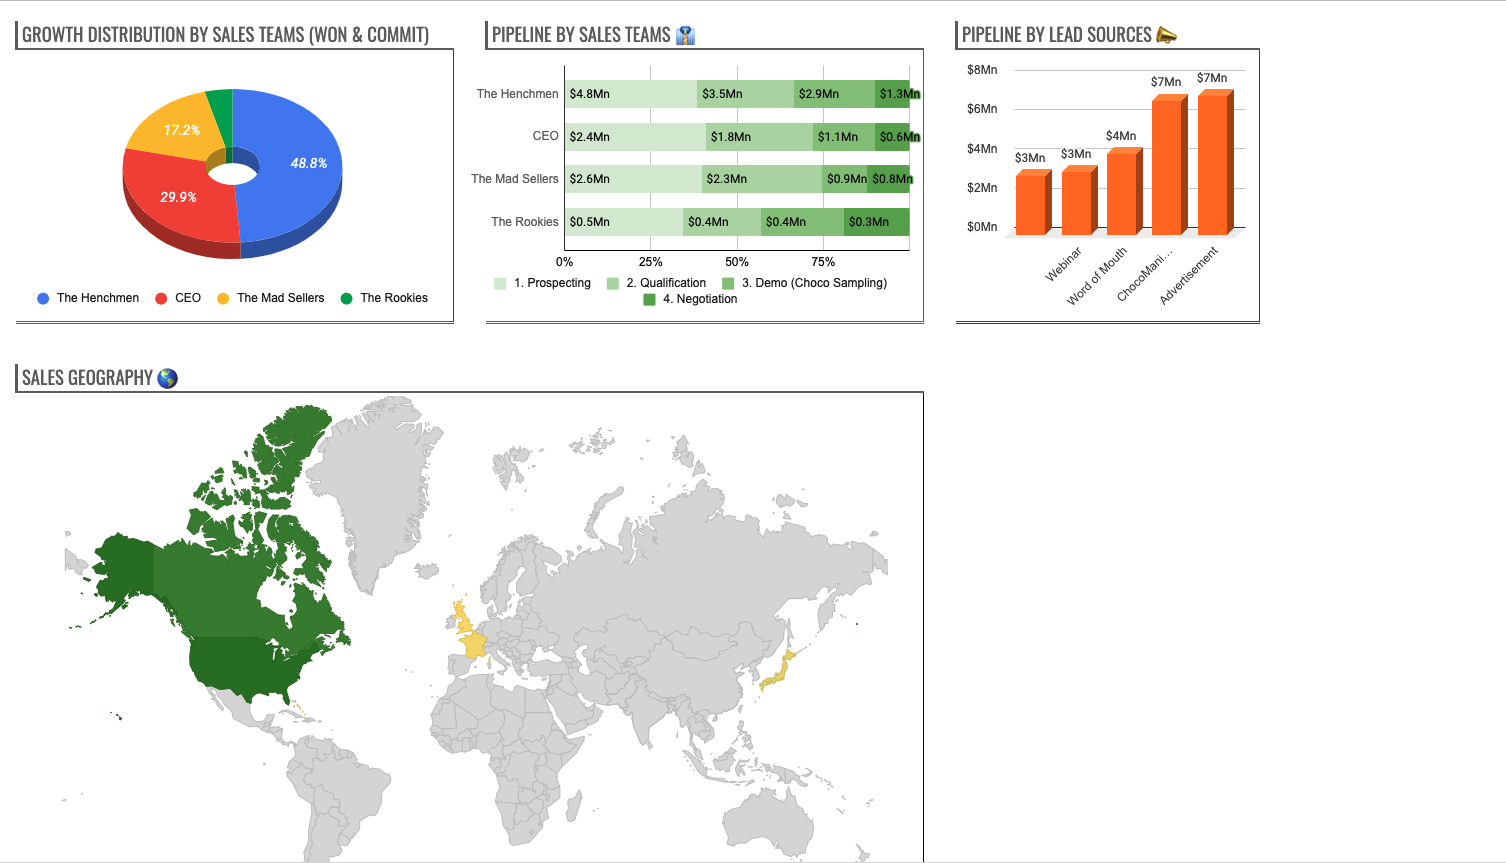 GROWTH DISTRIBUTION BY SALES TEAMS (WON & COMMIT)
48.8%
29.9%
17.2%
The Henchmen
CEO
The Mad Sellers
The Rookies
PIPELINE BY SALES TEAMS
The Henchmen $4.8Mn $3.5Mn $2.9Mn $1.3Mn
CEO $2.4Mn $1.8Mn $1.1Mn $0.6Mn
The Mad Sellers $2.6Mn $2.3Mn $0.9Mn $0.8Mn
The Rookies $0.5Mn $0.4Mn $0.4Mn $0.3Mn
0% 25% 50% 75%
1. Prospecting 2. Qualification 3. Demo (Choco Sampling)
4. Negotiation
PIPELINE BY LEAD SOURCES
$8Mn
$6Mn
$4Mn
$2Mn
$0Mn
$3Mn
$3Mn
$4Mn
$7Mn
$7Mn
Webinar
Word of Mouth
ChocoMani...
Advertisement
SALES GEOGRAPHY